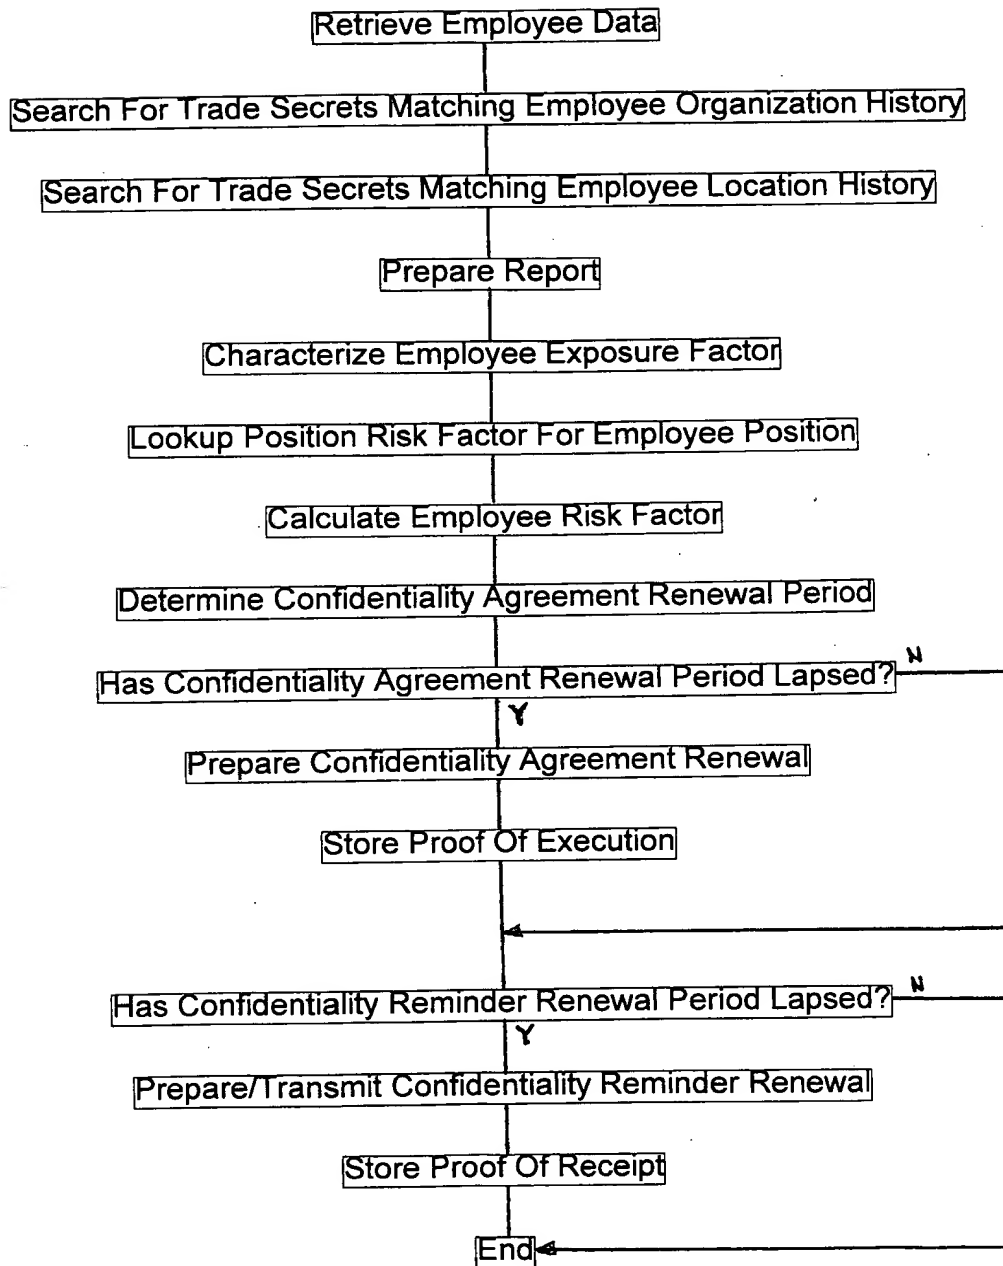 Retrieve Employee Data
Search For Trade Secrets Matching Employee Organization History
Search For Trade Secrets Matching Employee Location History
Prepare Report
Characterize Employee Exposure Factor
Lookup Position Risk Factor For Employee Position
Calculate Employee Risk Factor
Determine Confidentiality Agreement Renewal Period
Has Confidentiality Agreement Renewal Period Lapsed?
N
Y
Prepare Confidentiality Agreement Renewal
Store Proof Of Execution
Has Confidentiality Reminder Renewal Period Lapsed?
N
Y
Prepare/Transmit Confidentiality Reminder Renewal
Store Proof Of Receipt
End